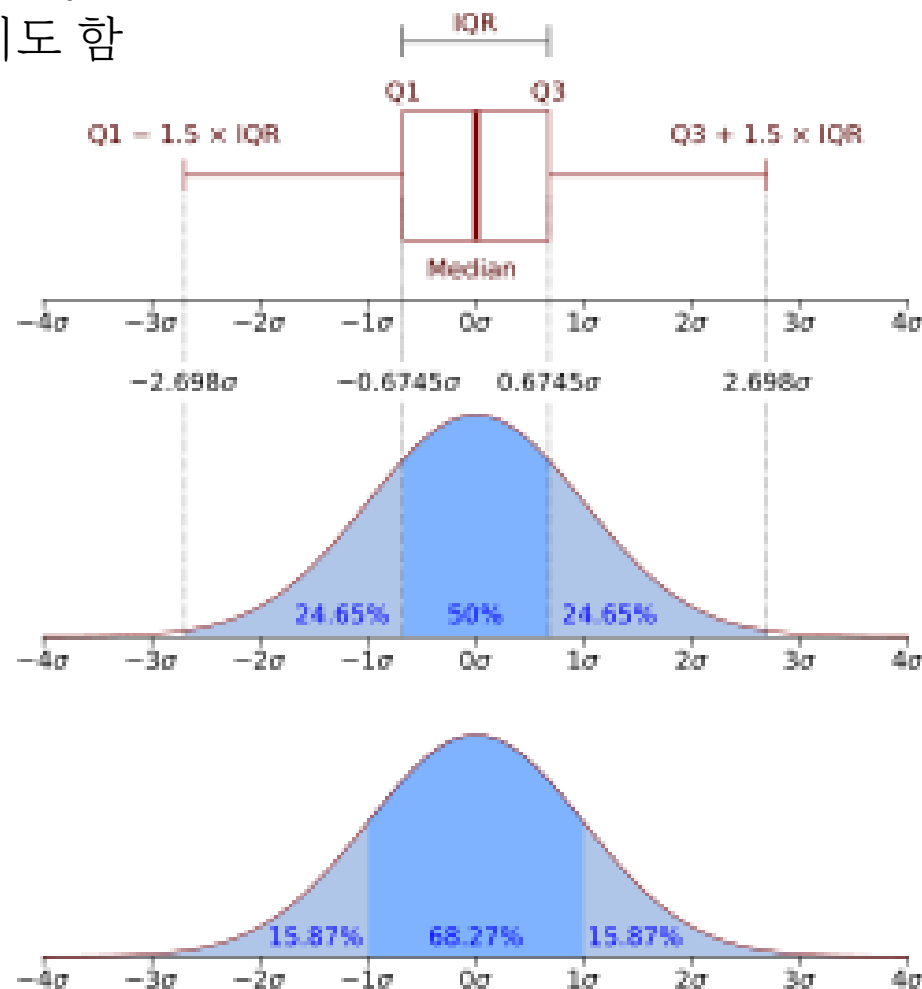 도 함
IQR
Q1 Q3
Q1 − 1.5 × IQR Q3 + 1.5 × IQR
Median
−4σ −3σ −2σ −1σ 0σ 1σ 2σ 3σ 4σ
−2.698σ −0.6745σ 0.6745σ 2.698σ
24.65% 50% 24.65%
−4σ −3σ −2σ −1σ 0σ 1σ 2σ 3σ 4σ
15.87% 68.27% 15.87%
−4σ −3σ −2σ −1σ 0σ 1σ 2σ 3σ 4σ